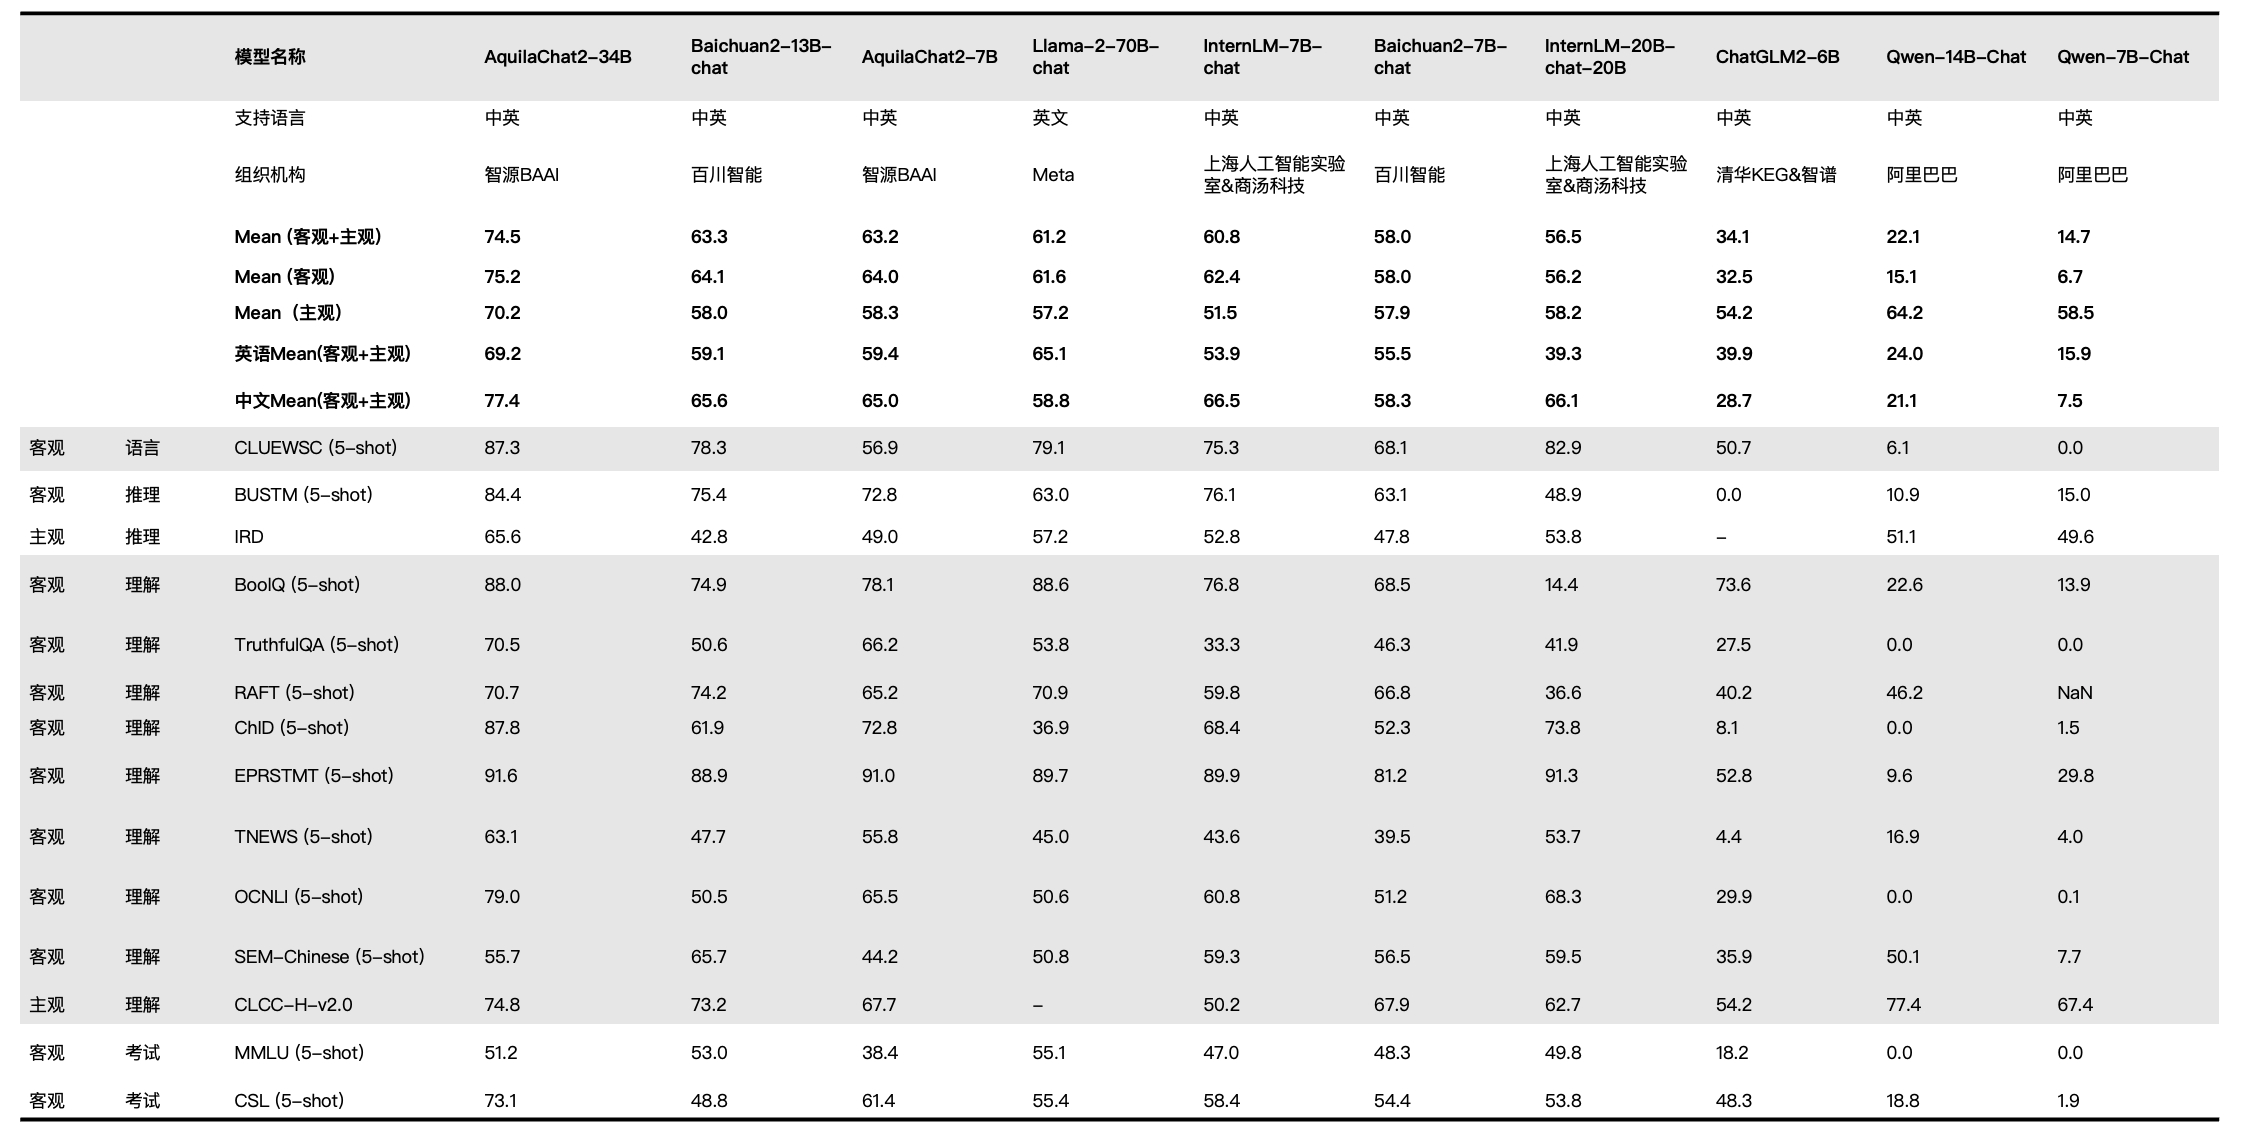 模型名称 AquilaChat2-34B Baichuan2-13B-chat AquilaChat2-7B Llama-2-70B-chat InternLM-7B-chat Baichuan2-7B-chat InternLM-20B-chat-20B ChatGLM2-6B Qwen-14B-Chat Qwen-7B-Chat
支持语言 中英 中英 中英 英文 中英 中英 中英 中英 中英 中英
组织机构 智源BAAI 百川智能 智源BAAI Meta 上海人工智能实验室&商汤科技 百川智能 上海人工智能实验室&商汤科技 清华KEG&智谱 阿里巴巴 阿里巴巴
Mean (客观+主观) 74.5 63.3 63.2 61.2 60.8 58.0 56.5 34.1 22.1 14.7
Mean (客观) 75.2 64.1 64.0 61.6 62.4 58.0 56.2 32.5 15.1 6.7
Mean（主观） 70.2 58.0 58.3 57.2 51.5 57.9 58.2 54.2 64.2 58.5
英语Mean(客观+主观) 69.2 59.1 59.4 65.1 53.9 55.5 39.3 39.9 24.0 15.9
中文Mean(客观+主观) 77.4 65.6 65.0 58.8 66.5 58.3 66.1 28.7 21.1 7.5
客观 语言 CLUEWSC (5-shot) 87.3 78.3 56.9 79.1 75.3 68.1 82.9 50.7 6.1 0.0
客观 推理 BUSTM (5-shot) 84.4 75.4 72.8 63.0 76.1 63.1 48.9 0.0 10.9 15.0
主观 推理 IRD 65.6 42.8 49.0 57.2 52.8 47.8 53.8 – 51.1 49.6
客观 理解 BoolQ (5-shot) 88.0 74.9 78.1 88.6 76.8 68.5 14.4 73.6 22.6 13.9
客观 理解 TruthfulQA (5-shot) 70.5 50.6 66.2 53.8 33.3 46.3 41.9 27.5 0.0 0.0
客观 理解 RAFT (5-shot) 70.7 74.2 65.2 70.9 59.8 66.8 36.6 40.2 46.2 NaN
客观 理解 ChID (5-shot) 87.8 61.9 72.8 36.9 68.4 52.3 73.8 8.1 0.0 1.5
客观 理解 EPRSTMT (5-shot) 91.6 88.9 91.0 89.7 89.9 81.2 91.3 52.8 9.6 29.8
客观 理解 TNEWS (5-shot) 63.1 47.7 55.8 45.0 43.6 39.5 53.7 4.4 16.9 4.0
客观 理解 OCNLI (5-shot) 79.0 50.5 65.5 50.6 60.8 51.2 68.3 29.9 0.0 0.1
客观 理解 SEM-Chinese (5-shot) 55.7 65.7 44.2 50.8 59.3 56.5 59.5 35.9 50.1 7.7
主观 理解 CLCC-H-v2.0 74.8 73.2 67.7 – 50.2 67.9 62.7 54.2 77.4 67.4
客观 考试 MMLU (5-shot) 51.2 53.0 38.4 55.1 47.0 48.3 49.8 18.2 0.0 0.0
客观 考试 CSL (5-shot) 73.1 48.8 61.4 55.4 58.4 54.4 53.8 48.3 18.8 1.9